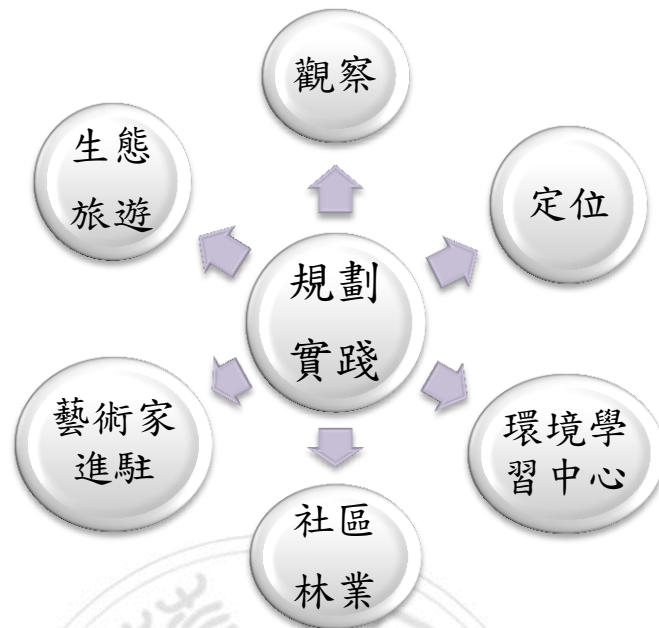 觀察
生態
旅遊
定位
規劃
實踐
藝術家
進駐
環境學
習中心
社區
林業